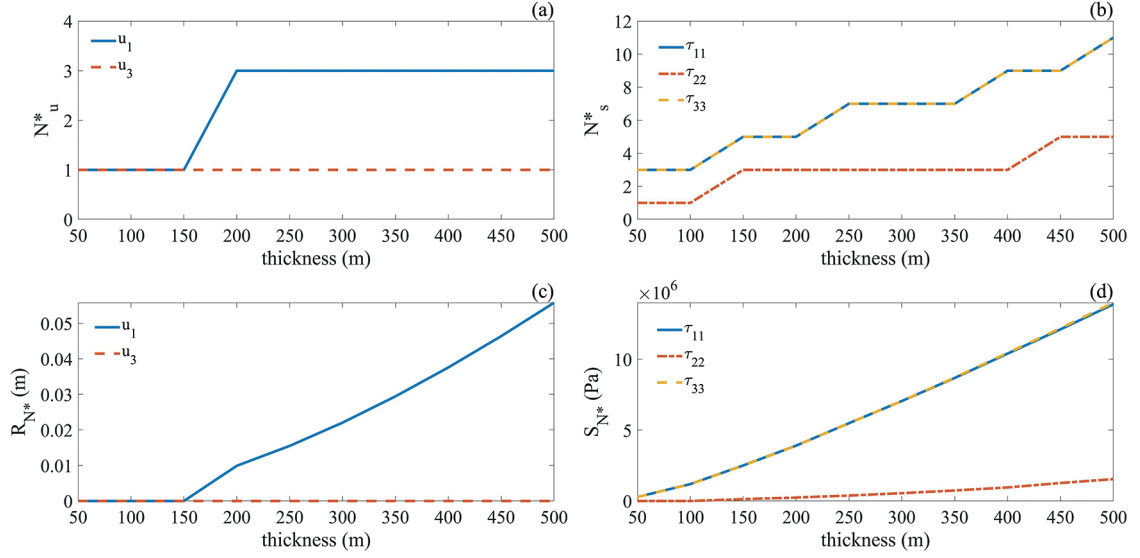 (a)
4
3
2
1
0
N*u
u1
u3
50 100 150 200 250 300 350 400 450 500
thickness (m)
(b)
12
10
8
6
4
2
0
N*s
τ11
τ22
τ33
50 100 150 200 250 300 350 400 450 500
thickness (m)
(c)
0.05
0.04
0.03
0.02
0.01
0
RN* (m)
u1
u3
50 100 150 200 250 300 350 400 450 500
thickness (m)
(d)
×10⁶
10
5
0
SN* (Pa)
τ11
τ22
τ33
50 100 150 200 250 300 350 400 450 500
thickness (m)